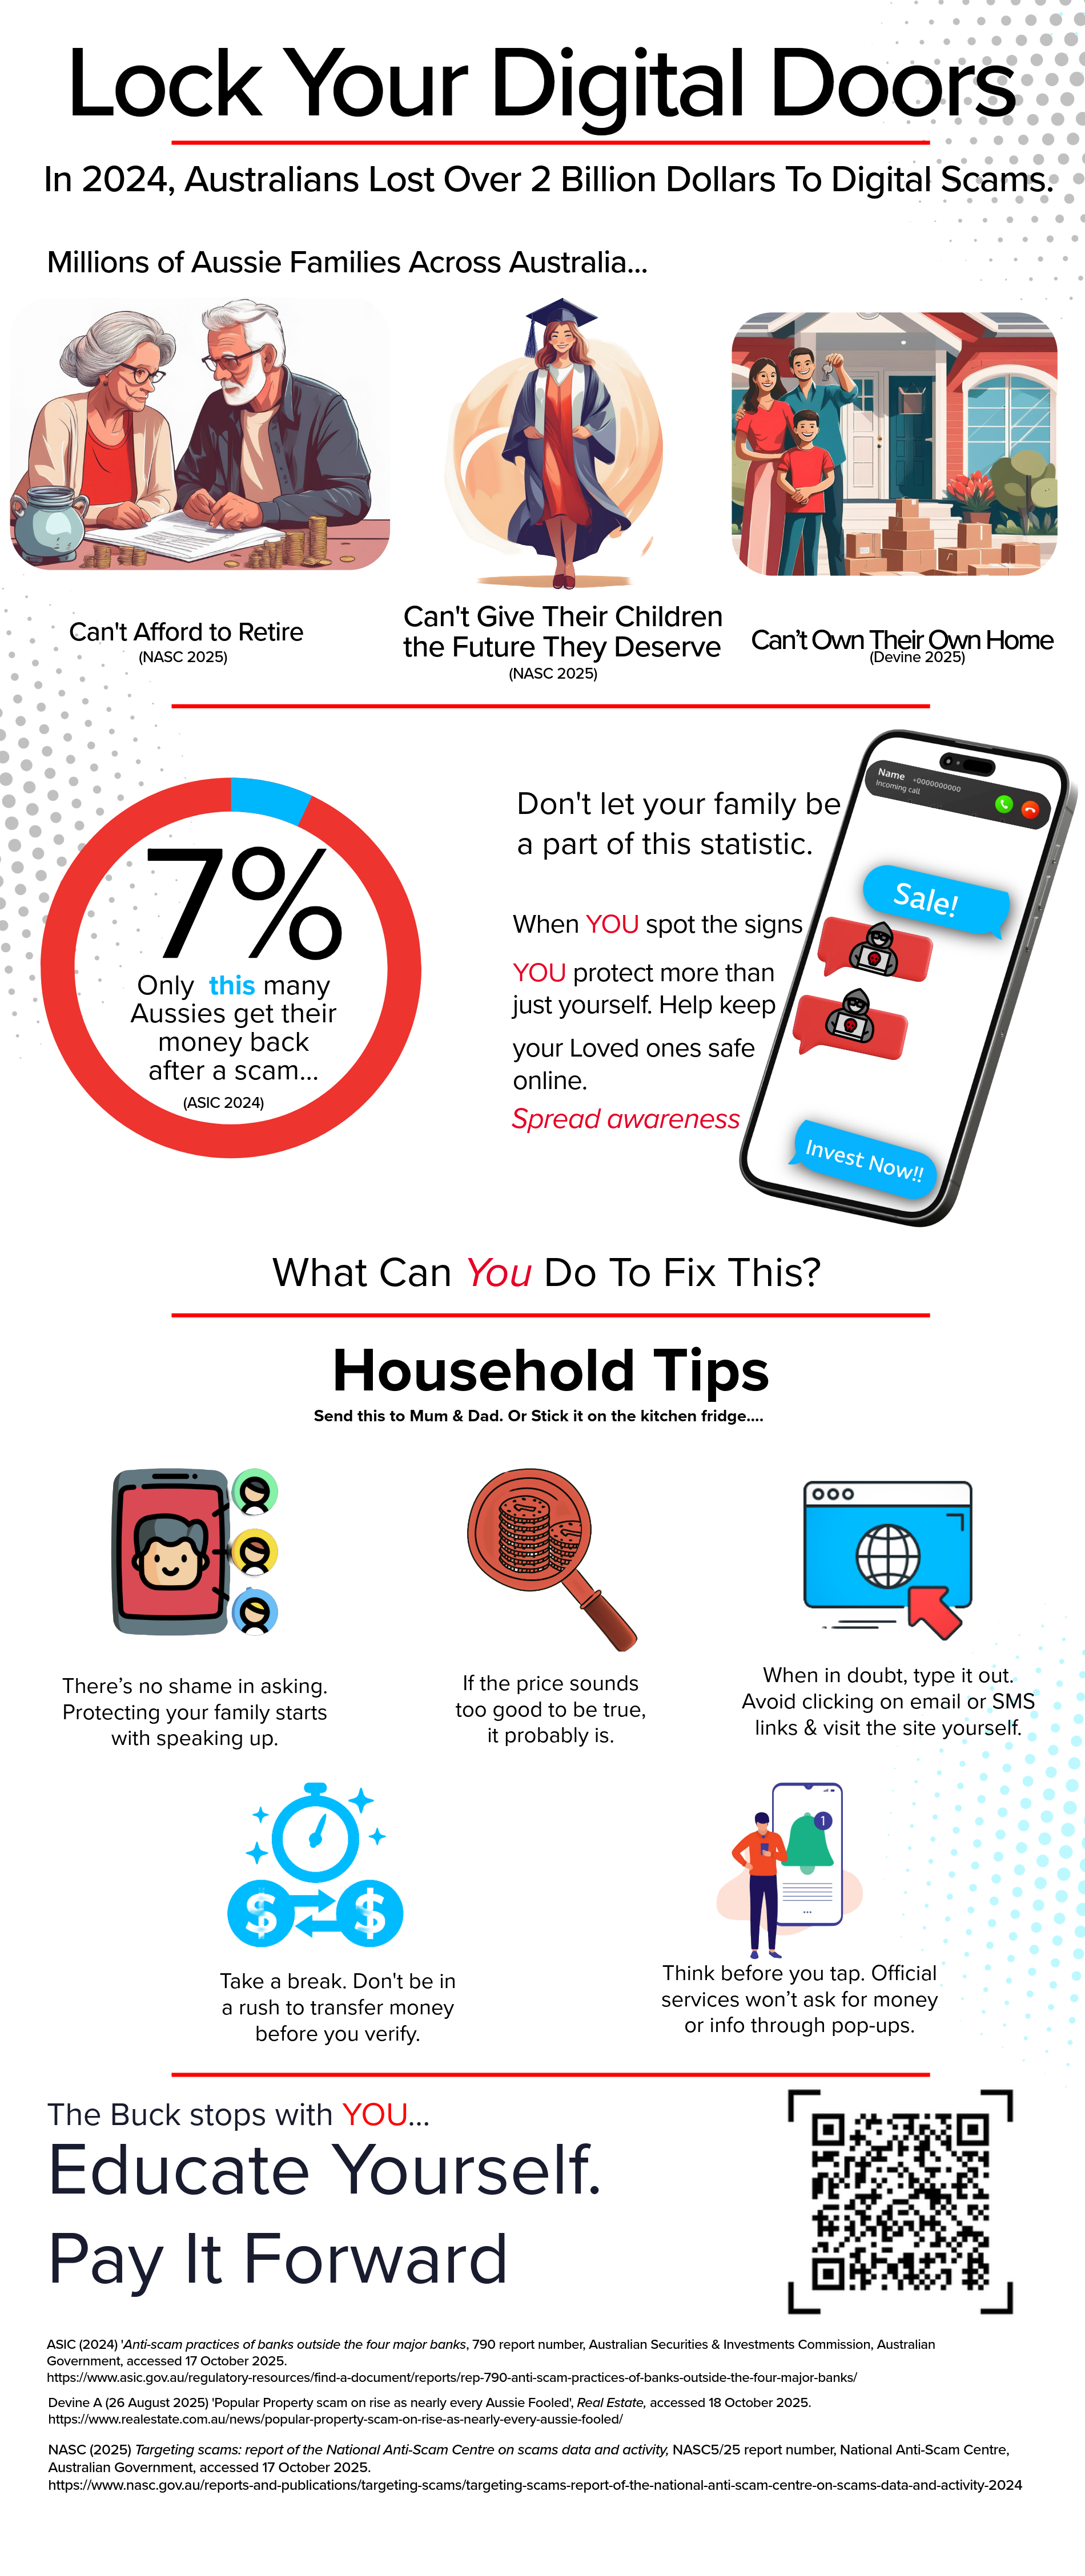 Lock Your Digital Doors
In 2024, Australians Lost Over 2 Billion Dollars To Digital Scams.
Millions of Aussie Families Across Australia...
Can't Afford to Retire
(NASC 2025)
Can't Give Their Children
the Future They Deserve
(NASC 2025)
Can't Own Their Own Home
(Devine 2025)
7%
Only this many
Aussies get their
money back
after a scam...
(ASIC 2024)
Don't let your family be
a part of this statistic.
When YOU spot the signs
YOU protect more than
just yourself. Help keep
your Loved ones safe
online.
Spread awareness
Name +0000000000
Incoming call
Sale!
Invest Now!!
What Can You Do To Fix This?
Household Tips
Send this to Mum & Dad. Or Stick it on the kitchen fridge....
There's no shame in asking.
Protecting your family starts
with speaking up.
If the price sounds
too good to be true,
it probably is.
When in doubt, type it out.
Avoid clicking on email or SMS
links & visit the site yourself.
$ $
Take a break. Don't be in
a rush to transfer money
before you verify.
1
Think before you tap. Official
services won't ask for money
or info through pop-ups.
The Buck stops with YOU...
Educate Yourself.
Pay It Forward
ASIC (2024) 'Anti-scam practices of banks outside the four major banks, 790 report number, Australian Securities & Investments Commission, Australian
Government, accessed 17 October 2025.
https://www.asic.gov.au/regulatory-resources/find-a-document/reports/rep-790-anti-scam-practices-of-banks-outside-the-four-major-banks/
Devine A (26 August 2025) 'Popular Property scam on rise as nearly every Aussie Fooled', Real Estate, accessed 18 October 2025.
https://www.realestate.com.au/news/popular-property-scam-on-rise-as-nearly-every-aussie-fooled/
NASC (2025) Targeting scams: report of the National Anti-Scam Centre on scams data and activity, NASC5/25 report number, National Anti-Scam Centre,
Australian Government, accessed 17 October 2025.
https://www.nasc.gov.au/reports-and-publications/targeting-scams/targeting-scams-report-of-the-national-anti-scam-centre-on-scams-data-and-activity-2024